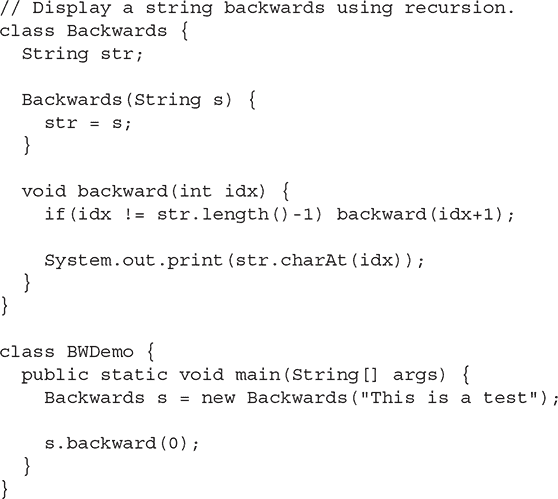 // Display a string backwards using recursion.
class Backwards {
  String str;

  Backwards(String s) {
    str = s;
  }

  void backward(int idx) {
    if(idx != str.length()-1) backward(idx+1);

    System.out.print(str.charAt(idx));
  }
}

class BWDemo {
  public static void main(String[] args) {
    Backwards s = new Backwards("This is a test");

    s.backward(0);
  }
}